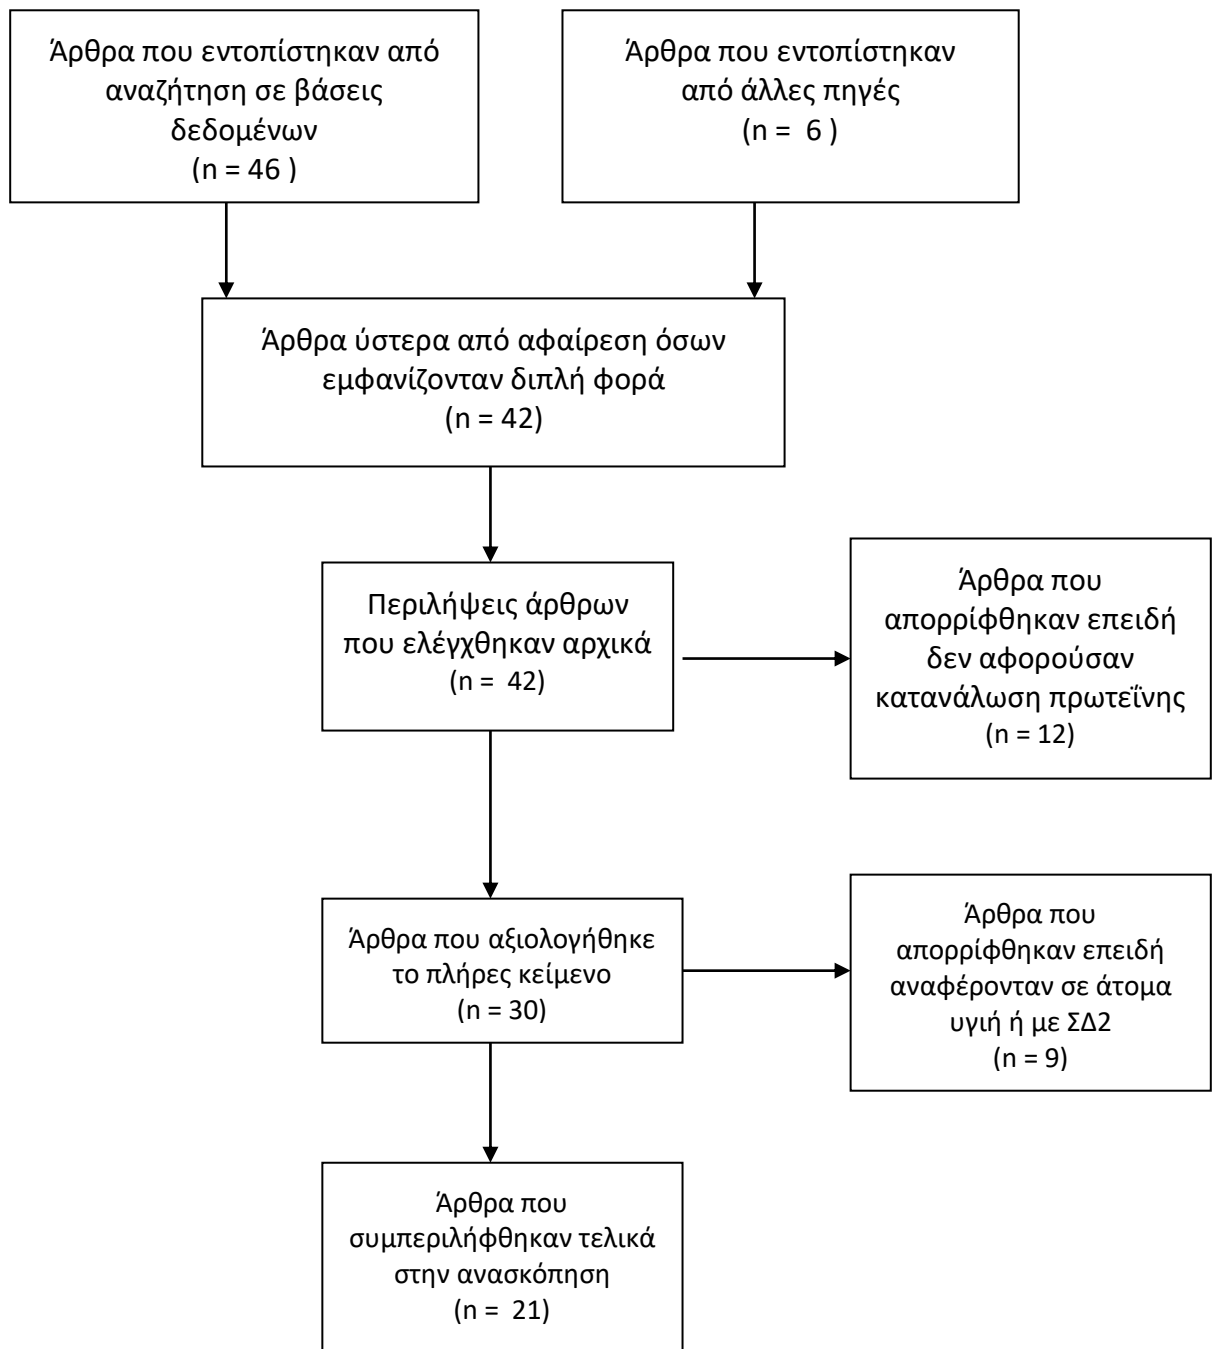 Άρθρα που εντοπίστηκαν από
αναζήτηση σε βάσεις
δεδομένων
(n = 46 )
Άρθρα που εντοπίστηκαν
από άλλες πηγές
(n = 6 )
Άρθρα ύστερα από αφαίρεση όσων
εμφανίζονταν διπλή φορά
(n = 42)
Περιλήψεις άρθρων
που ελέγχθηκαν αρχικά
(n = 42)
Άρθρα που
απορρίφθηκαν επειδή
δεν αφορούσαν
κατανάλωση πρωτεΐνης
(n = 12)
Άρθρα που αξιολογήθηκε
το πλήρες κείμενο
(n = 30)
Άρθρα που
απορρίφθηκαν επειδή
αναφέρονταν σε άτομα
υγιή ή με ΣΔ2
(n = 9)
Άρθρα που
συμπεριλήφθηκαν τελικά
στην ανασκόπηση
(n = 21)